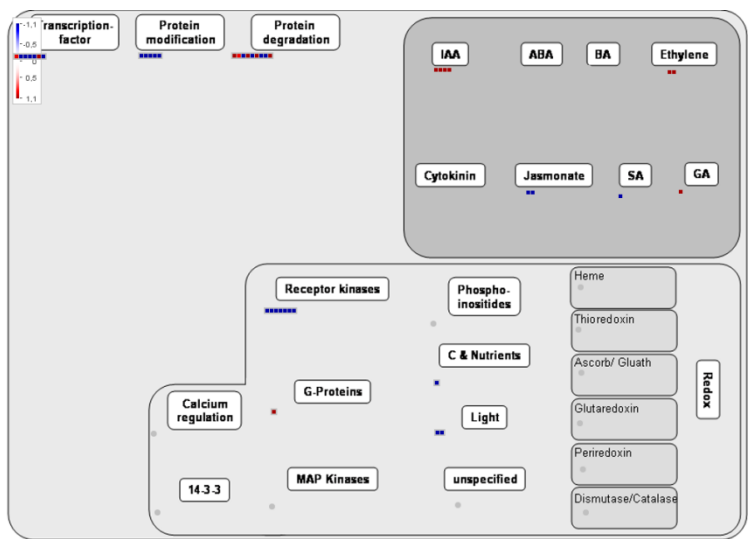 -1,1
-0,5
0
0,5
1,1
ranscription-
factor
Protein
modification
Protein
degradation
IAA
ABA
BA
Ethylene
Cytokinin
Jasmonate
SA
GA
Receptor kinases
Phospho-
inositides
C & Nutrients
G-Proteins
Light
Calcium
regulation
14-3-3
MAP Kinases
unspecified
Heme
Thioredoxin
Ascorb/ Gluath
Glutaredoxin
Periredoxin
Dismutase/Catalase
Redox